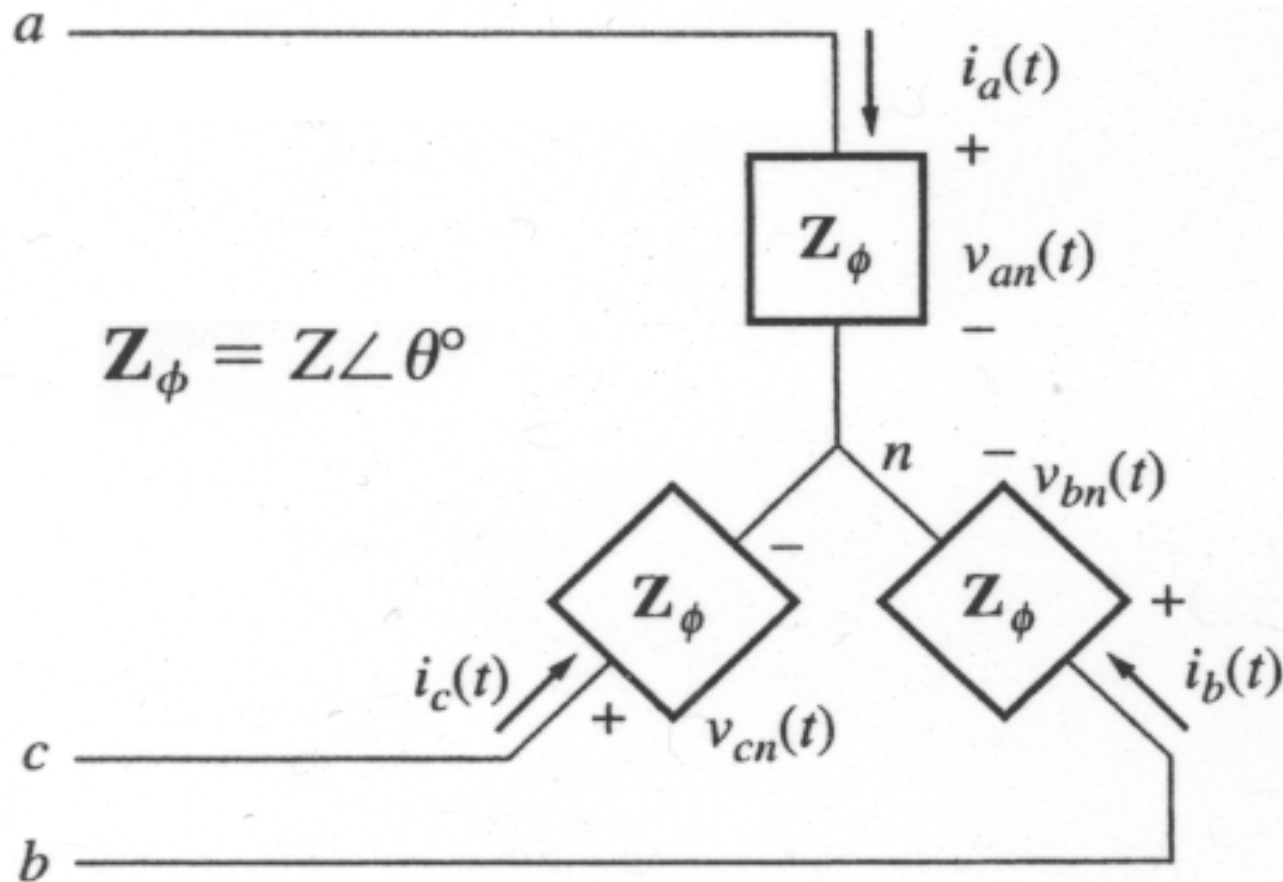 a
i_a(t)
+
Z_φ
v_an(t)
−
Z_φ = Z∠θ°
n
−
v_bn(t)
−
Z_φ
Z_φ
+
i_c(t)
i_b(t)
+
v_cn(t)
c
b